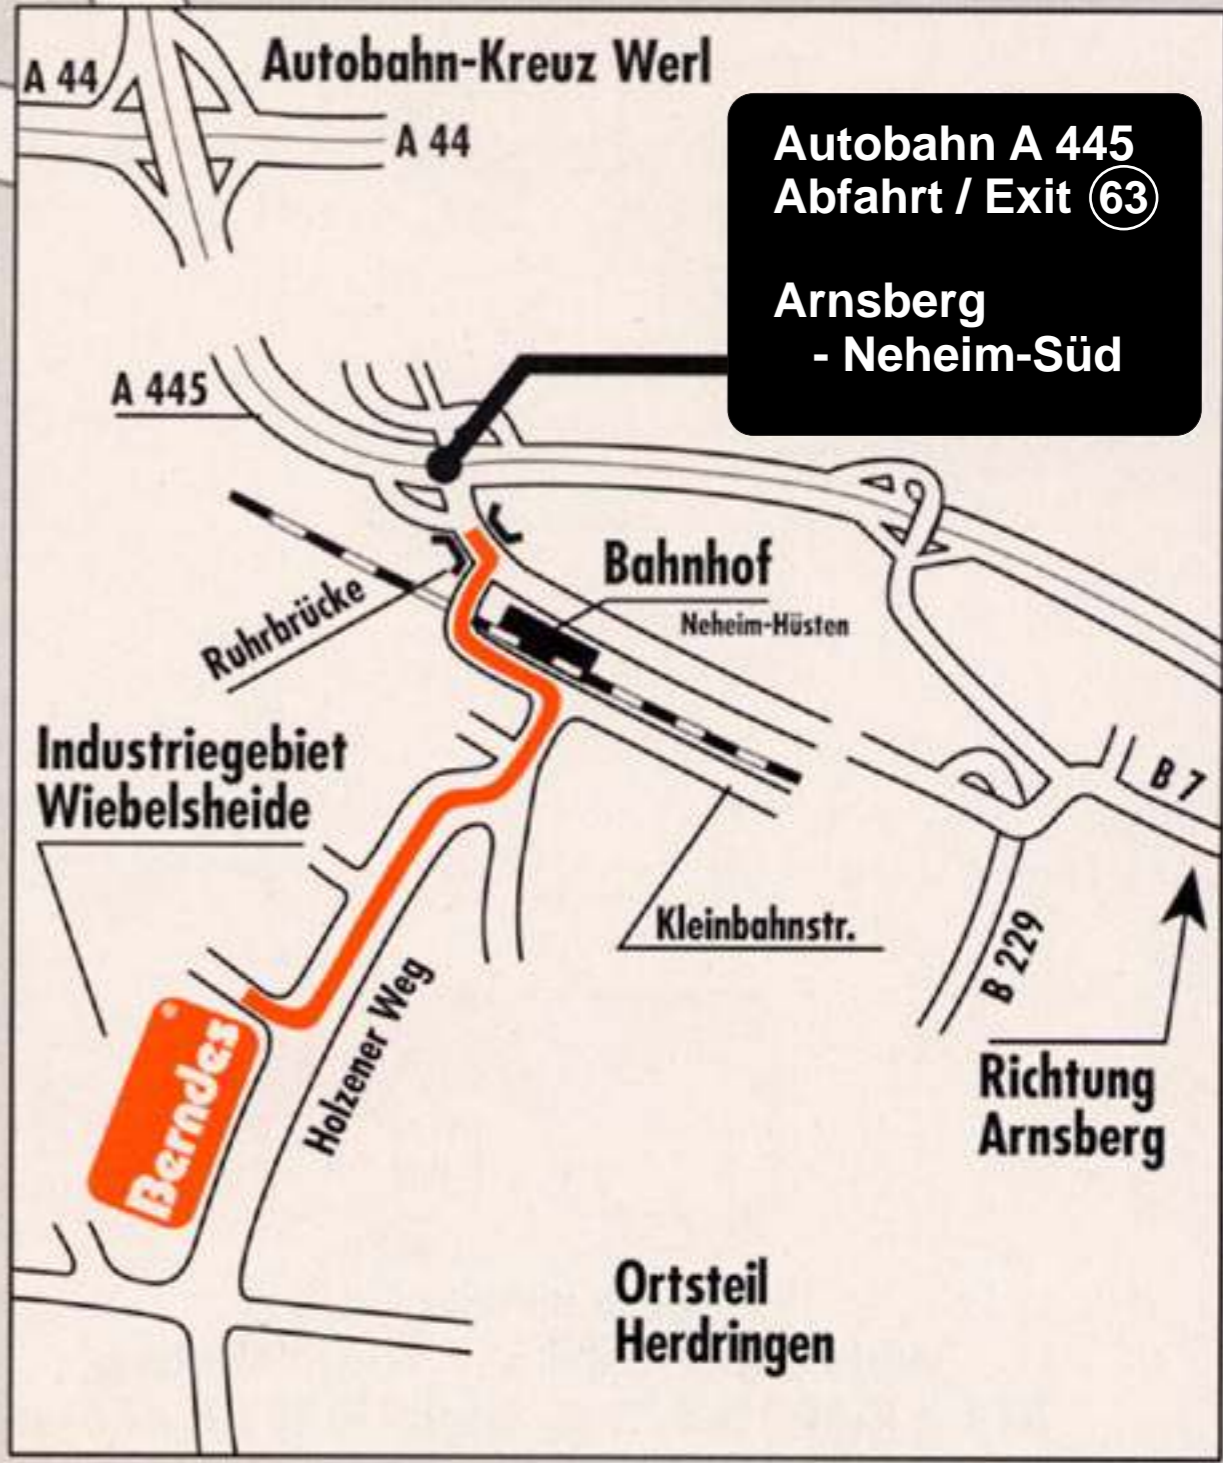 Autobahn-Kreuz Werl
A 44
A 44
Autobahn A 445
Abfahrt / Exit 63
Arnsberg
- Neheim-Süd
A 445
Bahnhof
Neheim-Hüsten
Ruhrbrücke
Industriegebiet
Wiebelsheide
B 7
Kleinbahnstr.
B 229
Holzener Weg
Berndes
®
Richtung
Arnsberg
Ortsteil
Herdringen